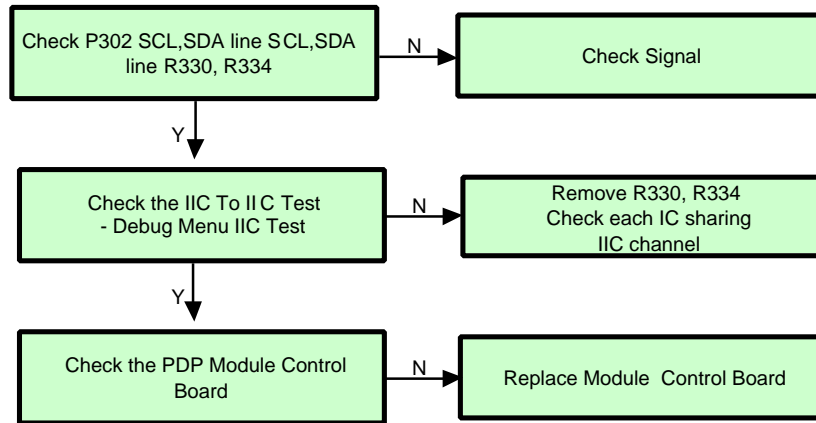 Check P302 SCL,SDA line SCL,SDA
line R330, R334
N
Check Signal
Y
Check the IIC To IIC Test
- Debug Menu IIC Test
N
Remove R330, R334
Check each IC sharing
IIC channel
Y
Check the PDP Module Control
Board
N
Replace Module Control Board